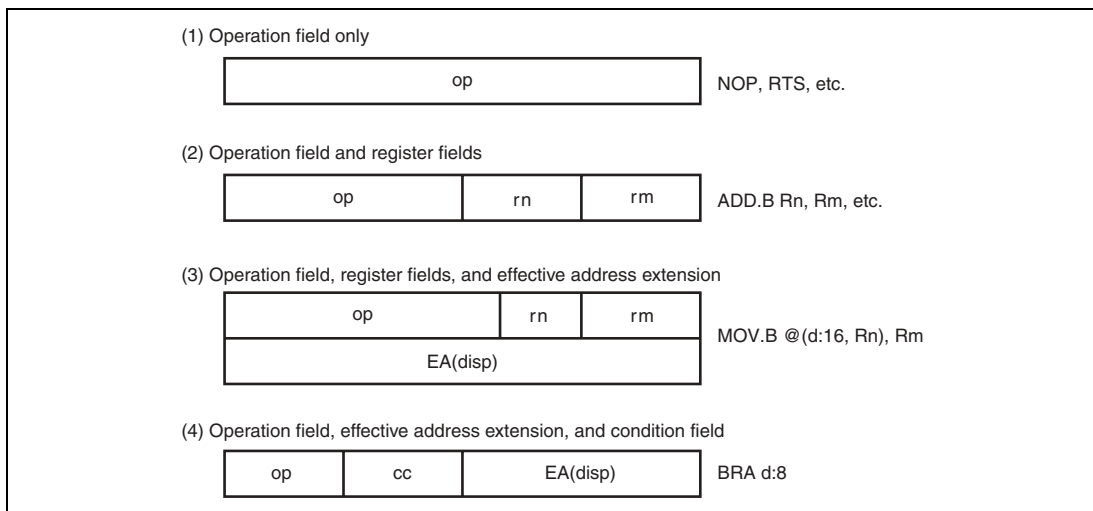 (1) Operation field only
op
NOP, RTS, etc.
(2) Operation field and register fields
op rn rm
ADD.B Rn, Rm, etc.
(3) Operation field, register fields, and effective address extension
op rn rm
EA(disp)
MOV.B @(d:16, Rn), Rm
(4) Operation field, effective address extension, and condition field
op cc EA(disp)
BRA d:8